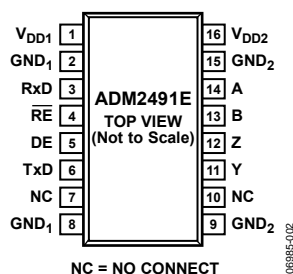 VDD1 1 16 VDD2
GND1 2 15 GND2
RxD 3 14 A
ADM2491E
RE 4 13 B
TOP VIEW
(Not to Scale)
DE 5 12 Z
TxD 6 11 Y
NC 7 10 NC
GND1 8 9 GND2
NC = NO CONNECT
06985-002